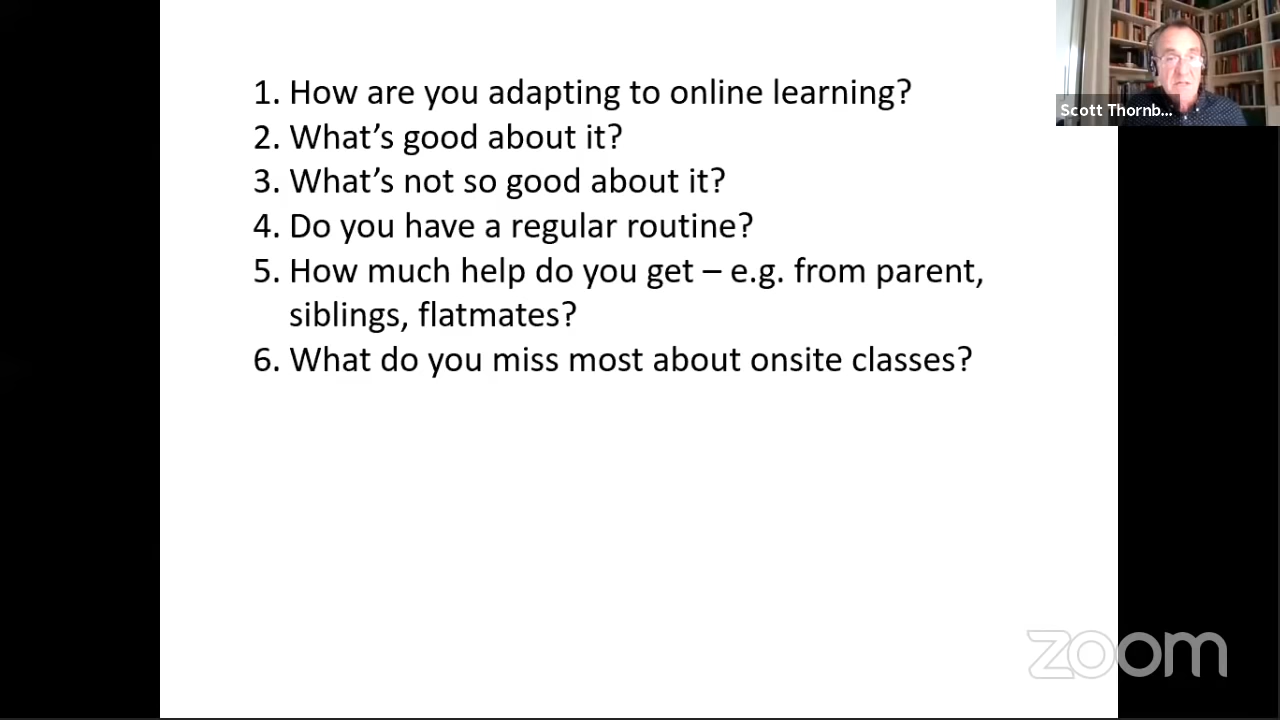 1. How are you adapting to online learning?
2. What's good about it?
3. What's not so good about it?
4. Do you have a regular routine?
5. How much help do you get – e.g. from parent,
siblings, flatmates?
6. What do you miss most about onsite classes?
Scott Thornb...
zoom